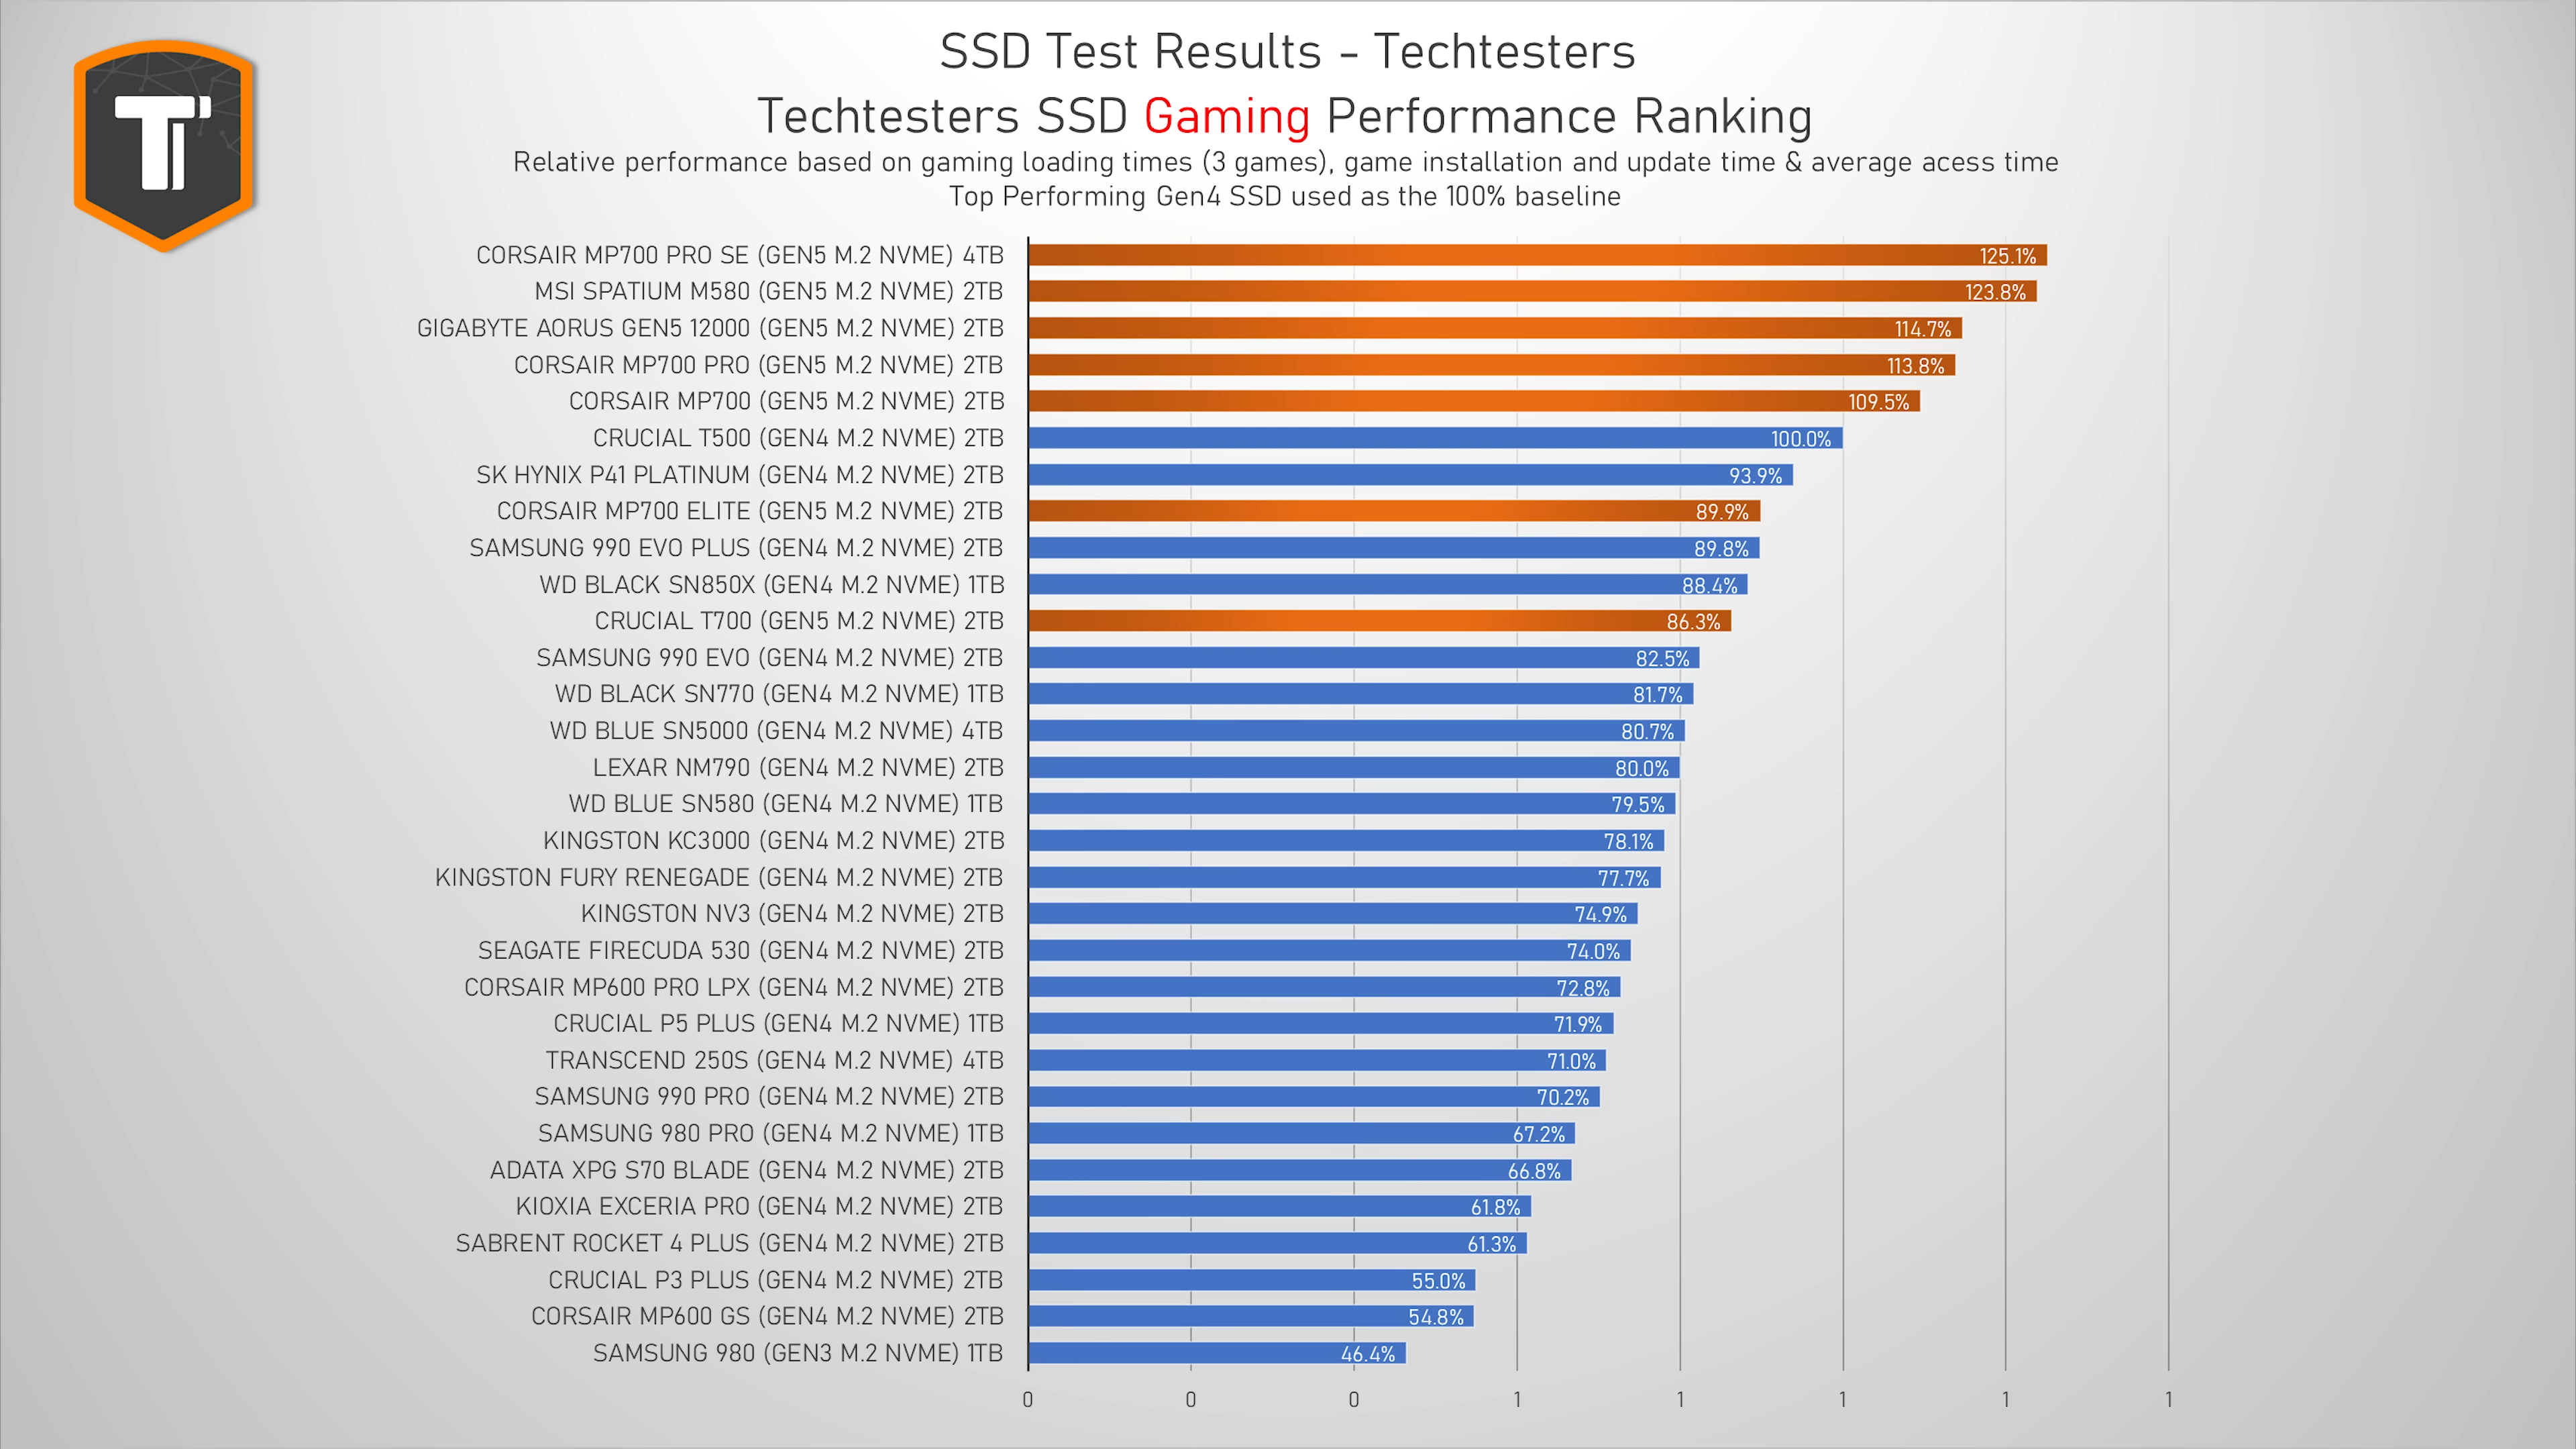 SSD Test Results - Techtesters
Techtesters SSD Gaming Performance Ranking
Relative performance based on gaming loading times (3 games), game installation and update time & average acess time
Top Performing Gen4 SSD used as the 100% baseline
CORSAIR MP700 PRO SE (GEN5 M.2 NVME) 4TB 125.1%
MSI SPATIUM M580 (GEN5 M.2 NVME) 2TB 123.8%
GIGABYTE AORUS GEN5 12000 (GEN5 M.2 NVME) 2TB 114.7%
CORSAIR MP700 PRO (GEN5 M.2 NVME) 2TB 113.8%
CORSAIR MP700 (GEN5 M.2 NVME) 2TB 109.5%
CRUCIAL T500 (GEN4 M.2 NVME) 2TB 100.0%
SK HYNIX P41 PLATINUM (GEN4 M.2 NVME) 2TB 93.9%
CORSAIR MP700 ELITE (GEN5 M.2 NVME) 2TB 89.9%
SAMSUNG 990 EVO PLUS (GEN4 M.2 NVME) 2TB 89.8%
WD BLACK SN850X (GEN4 M.2 NVME) 1TB 88.4%
CRUCIAL T700 (GEN5 M.2 NVME) 2TB 86.3%
SAMSUNG 990 EVO (GEN4 M.2 NVME) 2TB 82.5%
WD BLACK SN770 (GEN4 M.2 NVME) 1TB 81.7%
WD BLUE SN5000 (GEN4 M.2 NVME) 4TB 80.7%
LEXAR NM790 (GEN4 M.2 NVME) 2TB 80.0%
WD BLUE SN580 (GEN4 M.2 NVME) 1TB 79.5%
KINGSTON KC3000 (GEN4 M.2 NVME) 2TB 78.1%
KINGSTON FURY RENEGADE (GEN4 M.2 NVME) 2TB 77.7%
KINGSTON NV3 (GEN4 M.2 NVME) 2TB 74.9%
SEAGATE FIRECUDA 530 (GEN4 M.2 NVME) 2TB 74.0%
CORSAIR MP600 PRO LPX (GEN4 M.2 NVME) 2TB 72.8%
CRUCIAL P5 PLUS (GEN4 M.2 NVME) 1TB 71.9%
TRANSCEND 250S (GEN4 M.2 NVME) 4TB 71.0%
SAMSUNG 990 PRO (GEN4 M.2 NVME) 2TB 70.2%
SAMSUNG 980 PRO (GEN4 M.2 NVME) 1TB 67.2%
ADATA XPG S70 BLADE (GEN4 M.2 NVME) 2TB 66.8%
KIOXIA EXCERIA PRO (GEN4 M.2 NVME) 2TB 61.8%
SABRENT ROCKET 4 PLUS (GEN4 M.2 NVME) 2TB 61.3%
CRUCIAL P3 PLUS (GEN4 M.2 NVME) 2TB 55.0%
CORSAIR MP600 GS (GEN4 M.2 NVME) 2TB 54.8%
SAMSUNG 980 (GEN3 M.2 NVME) 1TB 46.4%
0 0 0 1 1 1 1 1